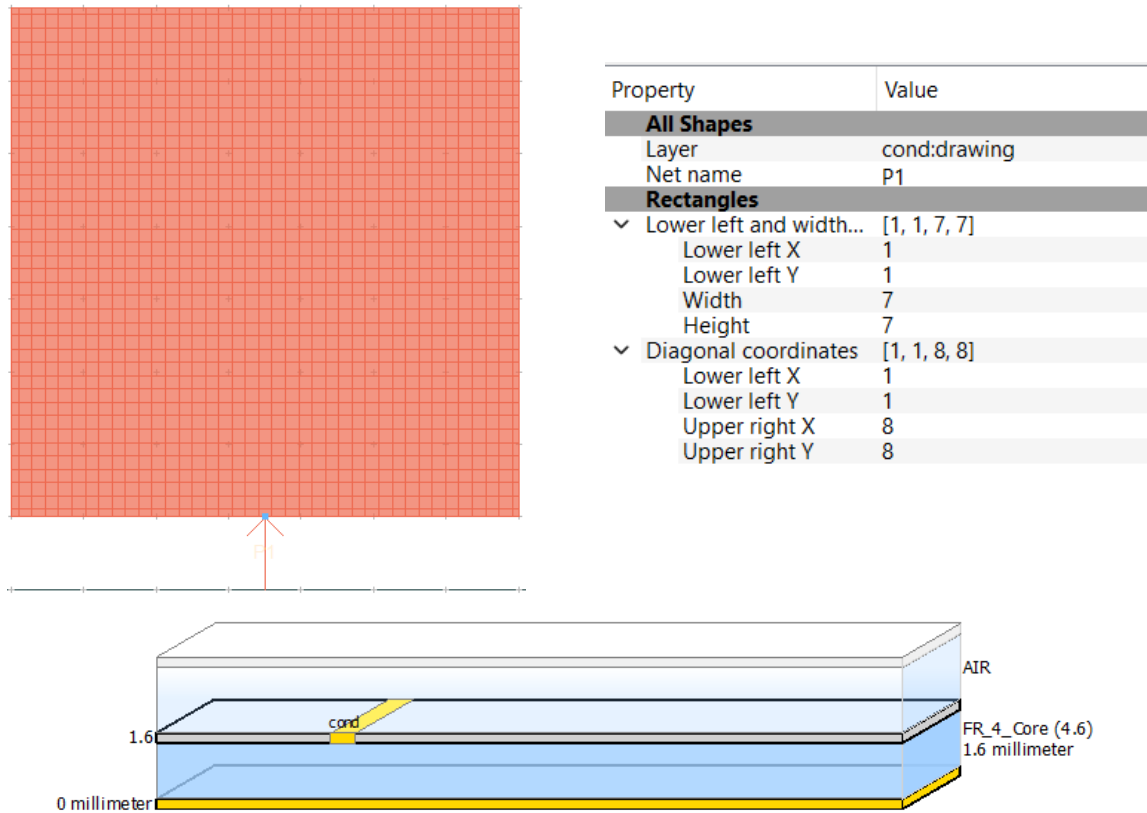 Property Value
All Shapes
Layer cond:drawing
Net name P1
Rectangles
Lower left and width... [1, 1, 7, 7]
Lower left X 1
Lower left Y 1
Width 7
Height 7
Diagonal coordinates [1, 1, 8, 8]
Lower left X 1
Lower left Y 1
Upper right X 8
Upper right Y 8
P1
AIR
cond
1.6
FR_4_Core (4.6)
1.6 millimeter
0 millimeter